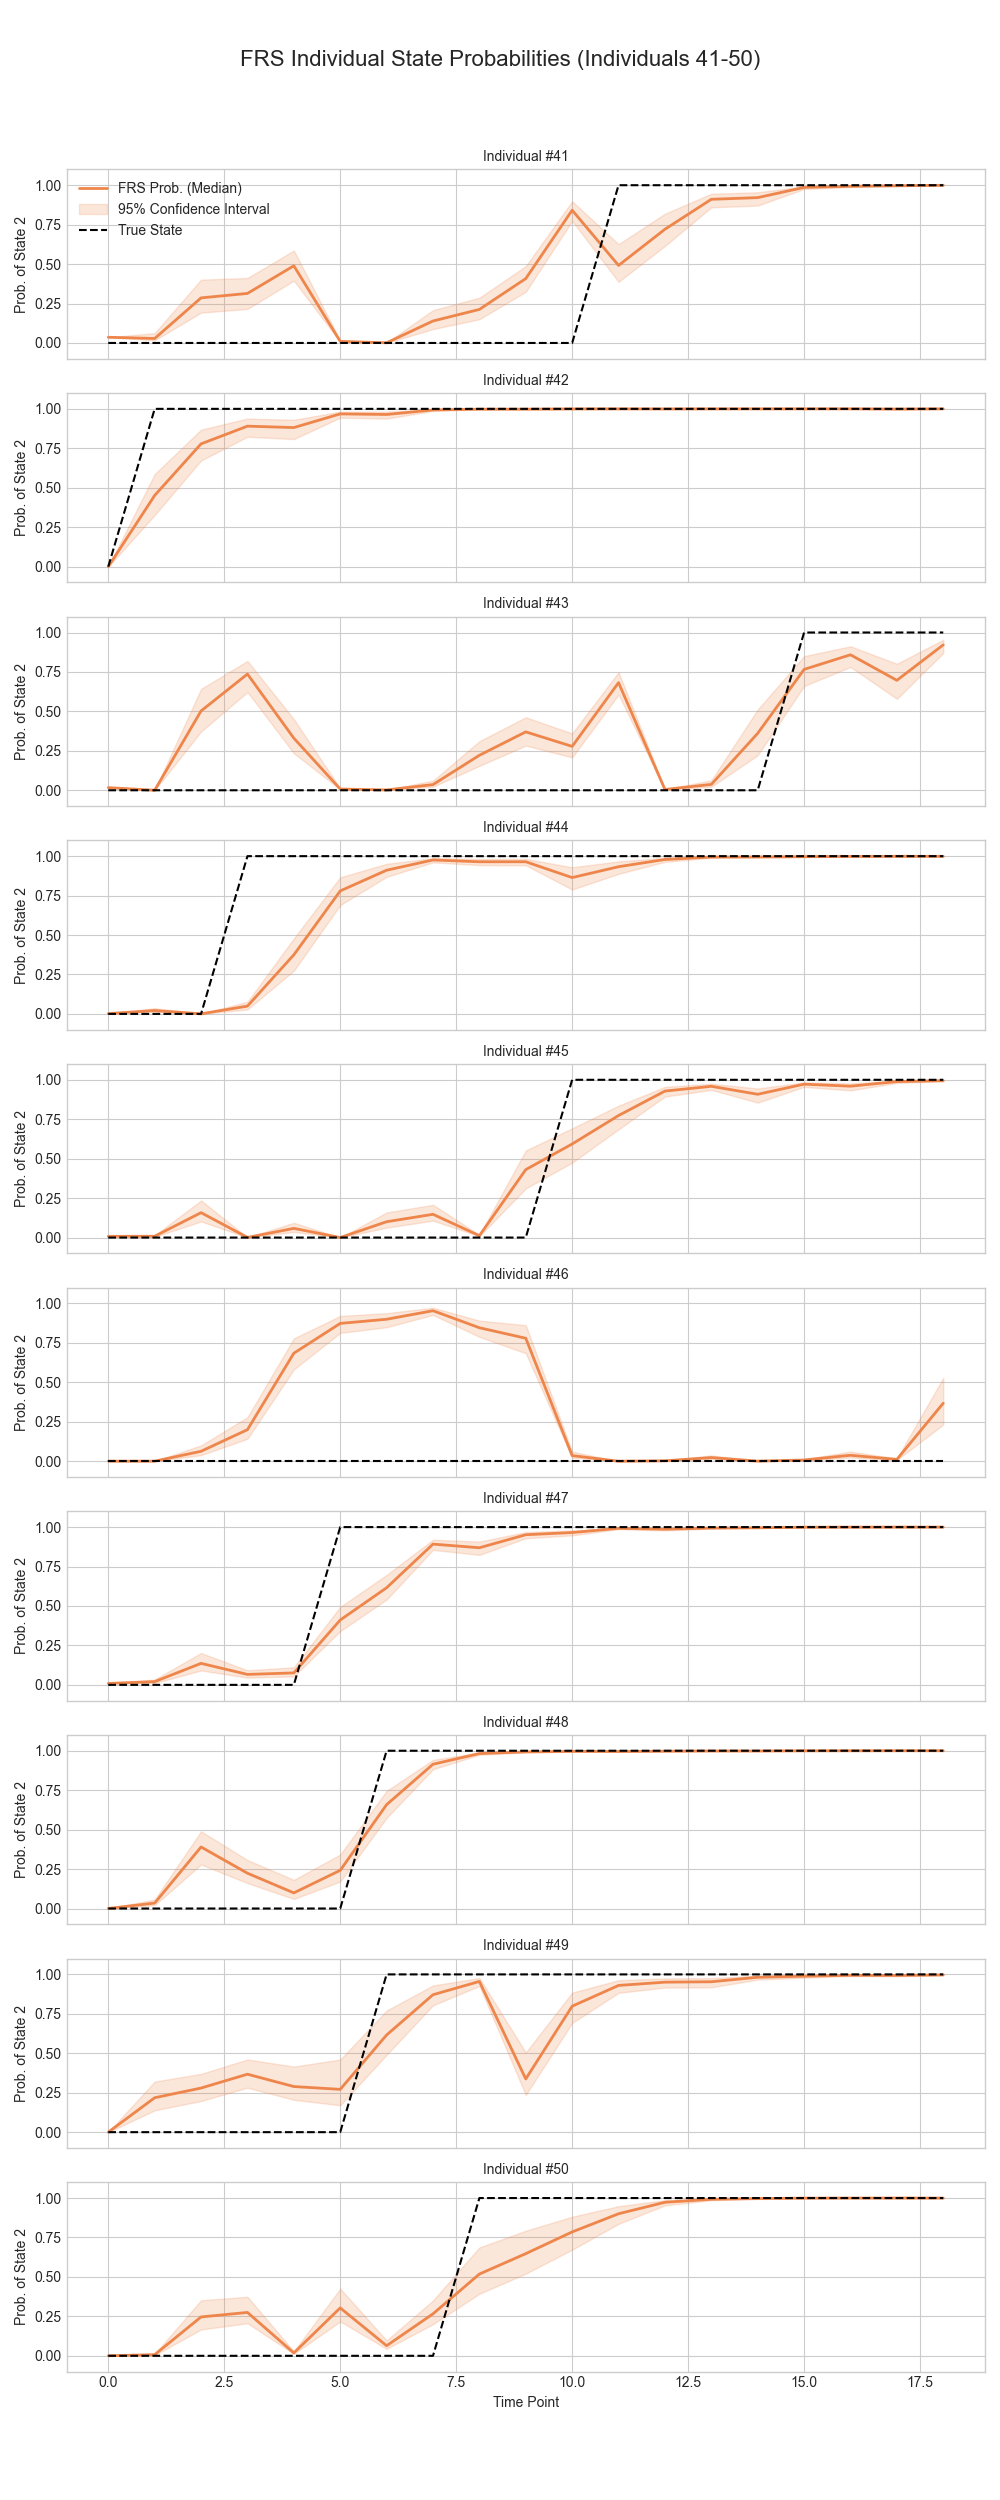 FRS Individual State Probabilities (Individuals 41-50)
Individual #41
FRS Prob. (Median)
95% Confidence Interval
True State
Prob. of State 2
1.00
0.75
0.50
0.25
0.00
Individual #42
Prob. of State 2
1.00
0.75
0.50
0.25
0.00
Individual #43
Prob. of State 2
1.00
0.75
0.50
0.25
0.00
Individual #44
Prob. of State 2
1.00
0.75
0.50
0.25
0.00
Individual #45
Prob. of State 2
1.00
0.75
0.50
0.25
0.00
Individual #46
Prob. of State 2
1.00
0.75
0.50
0.25
0.00
Individual #47
Prob. of State 2
1.00
0.75
0.50
0.25
0.00
Individual #48
Prob. of State 2
1.00
0.75
0.50
0.25
0.00
Individual #49
Prob. of State 2
1.00
0.75
0.50
0.25
0.00
Individual #50
Prob. of State 2
1.00
0.75
0.50
0.25
0.00
0.0 2.5 5.0 7.5 10.0 12.5 15.0 17.5
Time Point